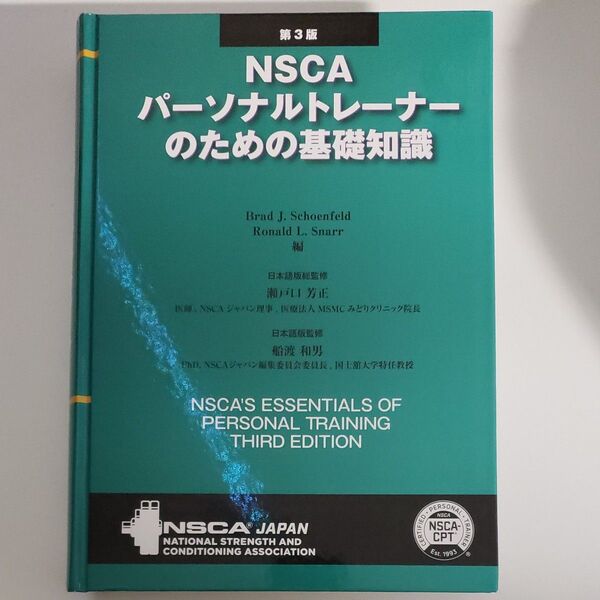 第3版
NSCA
パーソナルトレーナー
のための基礎知識
Brad J. Schoenfeld
Ronald L. Snarr
編
日本語版総監修
瀬戸口 芳正
医師、NSCA ジャパン理事、医療法人 MSMC みどりクリニック院長
日本語版監修
船渡 和男
PhD, NSCAジャパン編集委員会委員長、国士舘大学特任教授
NSCA'S ESSENTIALS OF
PERSONAL TRAINING
THIRD EDITION
NSCA® JAPAN
NATIONAL STRENGTH AND
CONDITIONING ASSOCIATION
CERTIFIED • PERSONAL • TRAINER
NSCA
NSCA-
CPT®
Est. 1993
®